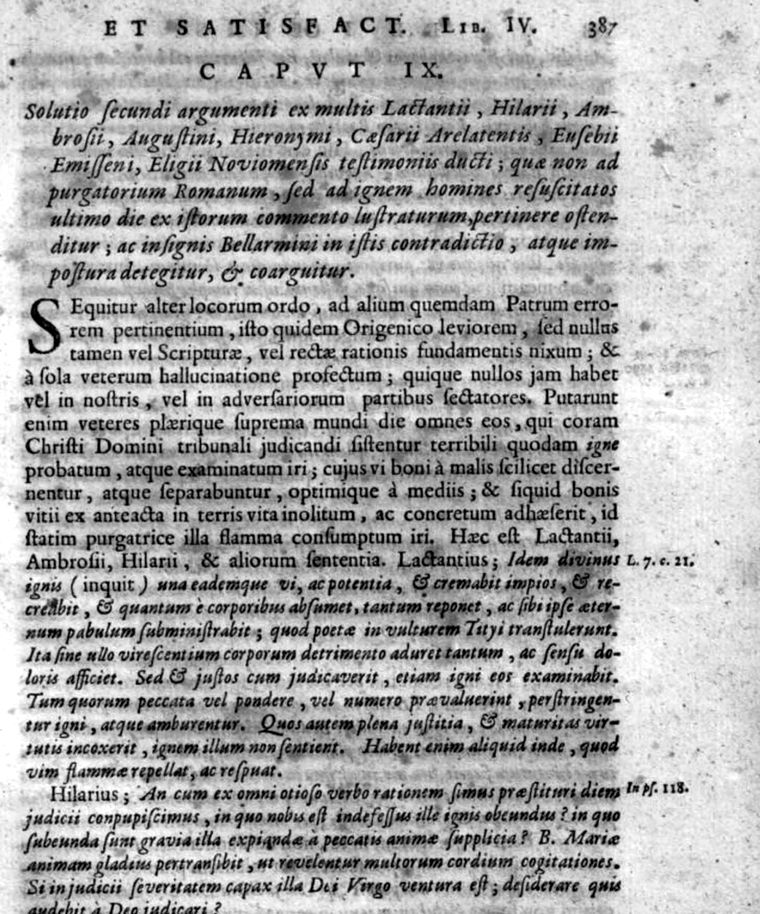 ET SATISFACT. LIB. IV. 387
CAPVT IX.
Solutio ſecundi argumenti ex multis Lactantii, Hilarii, Am-
broſii, Auguſtini, Hieronymi, Cæſarii Arelatentis, Euſebii
Emiſſeni, Eligii Noviomenſis teſtimoniis ducti; quæ non ad
purgatorium Romanum, ſed ad ignem homines reſuſcitatos
ultimo die ex iſtorum commento luſtraturum, pertinere oſten-
ditur; ac inſignis Bellarmini in iſtis contradictio, atque im-
poſtura detegitur, & coarguitur.
SEquitur alter locorum ordo, ad alium quemdam Patrum erro-
rem pertinentium, iſto quidem Origenico leviorem, ſed nullus
tamen vel Scripturæ, vel rectæ rationis fundamentis nixum; &
à ſola veterum hallucinatione profectum; quique nullos jam habet
vel in noſtris, vel in adverſariorum partibus ſectatores. Putarunt
enim veteres plærique ſuprema mundi die omnes eos, qui coram
Chriſti Domini tribunali judicandi ſiſtentur terribili quodam igne
probatum, atque examinatum iri; cujus vi boni à malis ſcilicet diſcer-
nentur, atque ſeparabuntur, optimique à mediis; & ſiquid bonis
vitii ex anteacta in terris vita inolitum, ac concretum adhæſerit, id
ſtatim purgatrice illa flamma conſumptum iri. Hæc eſt Lactantii,
Ambroſii, Hilarii, & aliorum ſententia. Lactantius; Idem divinus L. 7. c. 21.
ignis (inquit) una eademque vi, ac potentia, & cremabit impios, & re-
creabit, & quantum è corporibus abſumet, tantum reponet, ac ſibi ipſe æter-
num pabulum ſubminiſtrabit; quod poetæ in vulturem Tityi tranſtulerunt.
Ita ſine ullo vireſcentium corporum detrimento aduret tantum, ac ſenſu do-
loris afficiet. Sed & juſtos cum judicaverit, etiam igni eos examinabit.
Tum quorum peccata vel pondere, vel numero prævaluerint, perſtringen-
tur igni, atque amburentur. Quos autem plena juſtitia, & maturitas vir-
tutis incoxerit, ignem illum non ſentient. Habent enim aliquid inde, quod
vim flammæ repellat, ac reſpuat.
Hilarius; An cum ex omni otioſo verbo rationem ſimus præſtituri diem In pſ. 118.
judicii conpupiſcimus, in quo nobis eſt indefeſſus ille ignis obeundus? in quo
ſubeunda ſunt gravia illa expiandæ à peccatis animæ ſupplicia? B. Mariæ
animam gladius pertranſibit, ut revelentur multorum cordium cogitationes.
Si in judicii ſeveritatem capax illa Dei Virgo ventura eſt; deſiderare quis
audebit a Deo judicari?